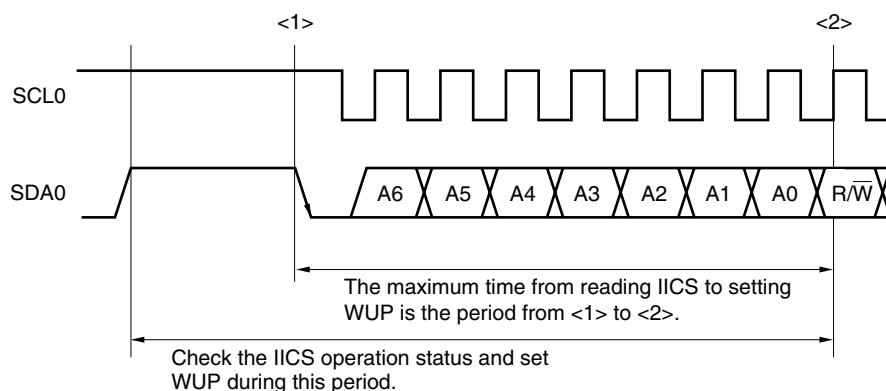 <1> <2>
SCL0
SDA0 A6 A5 A4 A3 A2 A1 A0 R/W̅
The maximum time from reading IICS to setting
WUP is the period from <1> to <2>.
Check the IICS operation status and set
WUP during this period.